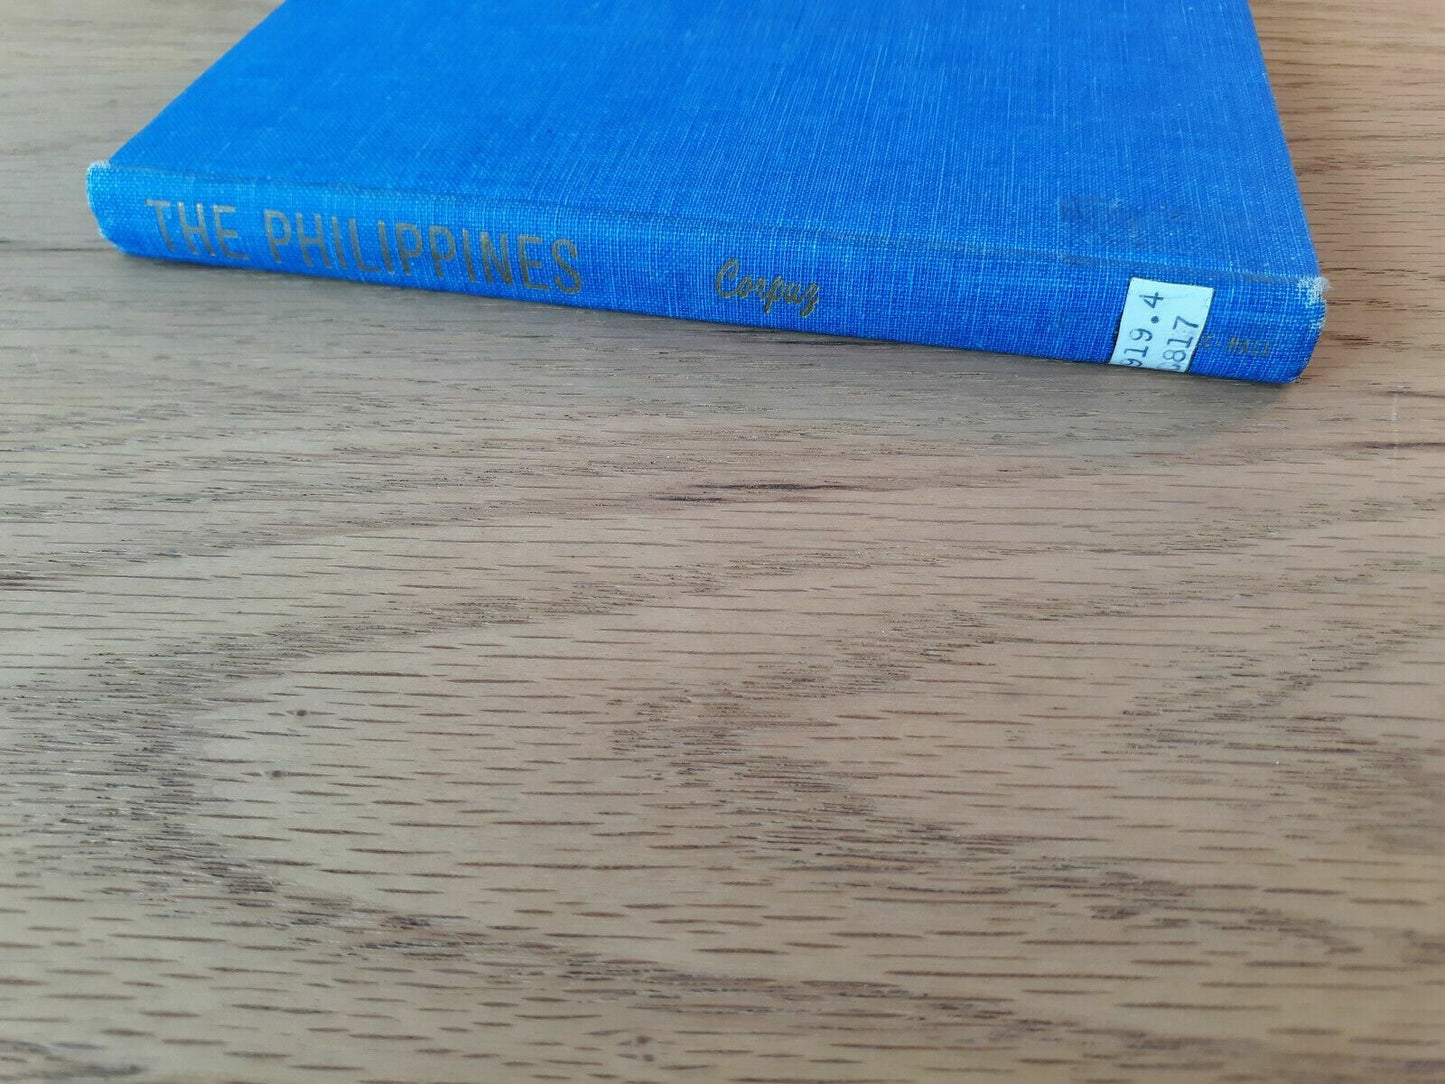 THE PHILIPPINES
Corpuz
919.4
C817